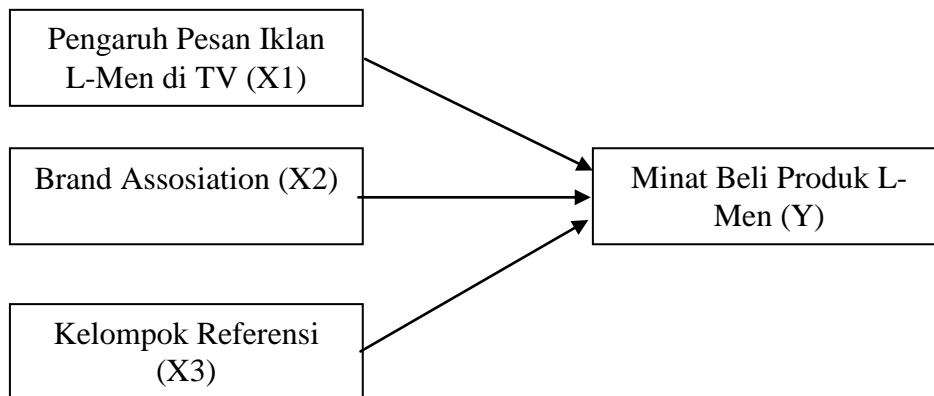 Pengaruh Pesan Iklan
L-Men di TV (X1)
Brand Assosiation (X2)
Minat Beli Produk L-
Men (Y)
Kelompok Referensi
(X3)